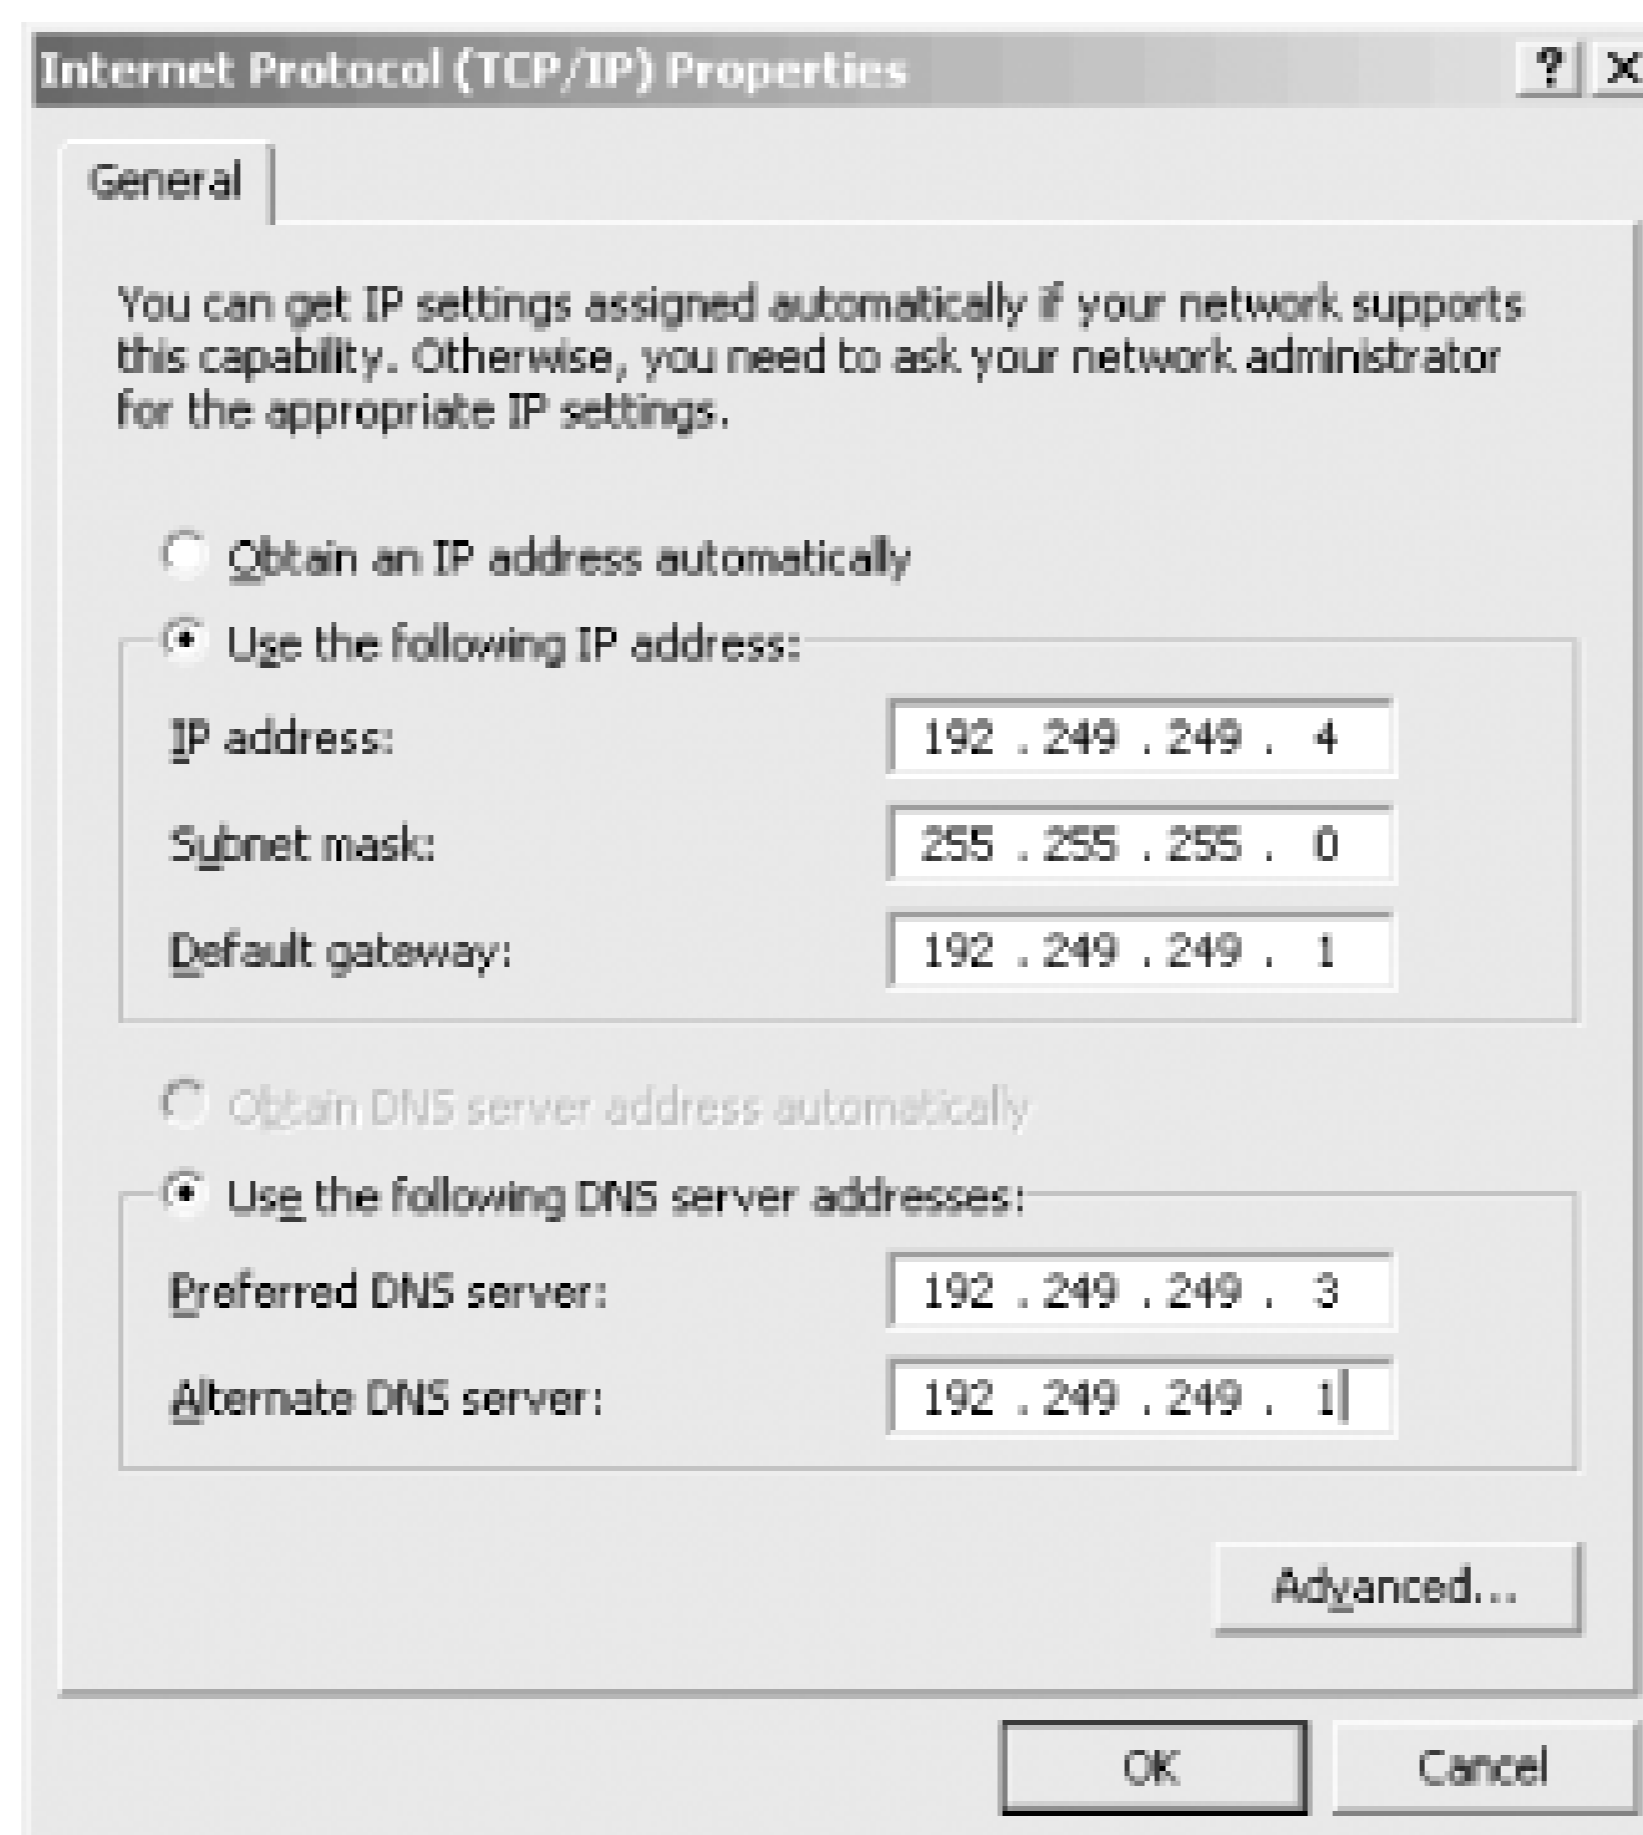 Internet Protocol (TCP/IP) Properties ? X
General
You can get IP settings assigned automatically if your network supports
this capability. Otherwise, you need to ask your network administrator
for the appropriate IP settings.
Obtain an IP address automatically
Use the following IP address:
IP address: 192 . 249 . 249 . 4
Subnet mask: 255 . 255 . 255 . 0
Default gateway: 192 . 249 . 249 . 1
Obtain DNS server address automatically
Use the following DNS server addresses:
Preferred DNS server: 192 . 249 . 249 . 3
Alternate DNS server: 192 . 249 . 249 . 1
Advanced...
OK Cancel